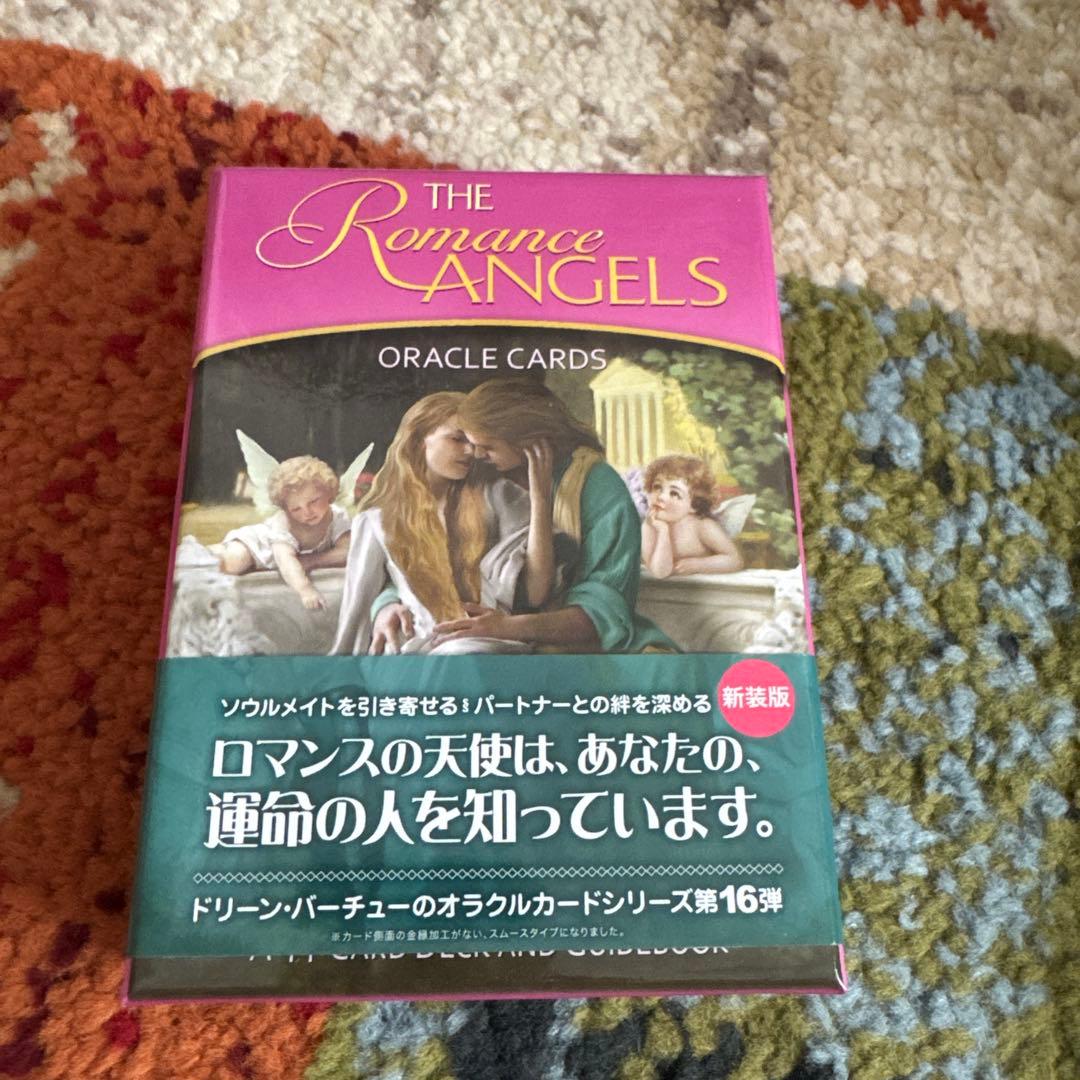 THE
Romance
ANGELS
ORACLE CARDS
ソウルメイトを引き寄せる パートナーとの絆を深める
新装版
ロマンスの天使は、あなたの、
運命の人を知っています。
ドリーン・バーチューのオラクルカードシリーズ第16弾
※カード側面の金縁加工がない、スムースタイプになりました。
CARD DECK AND GUIDEBOOK